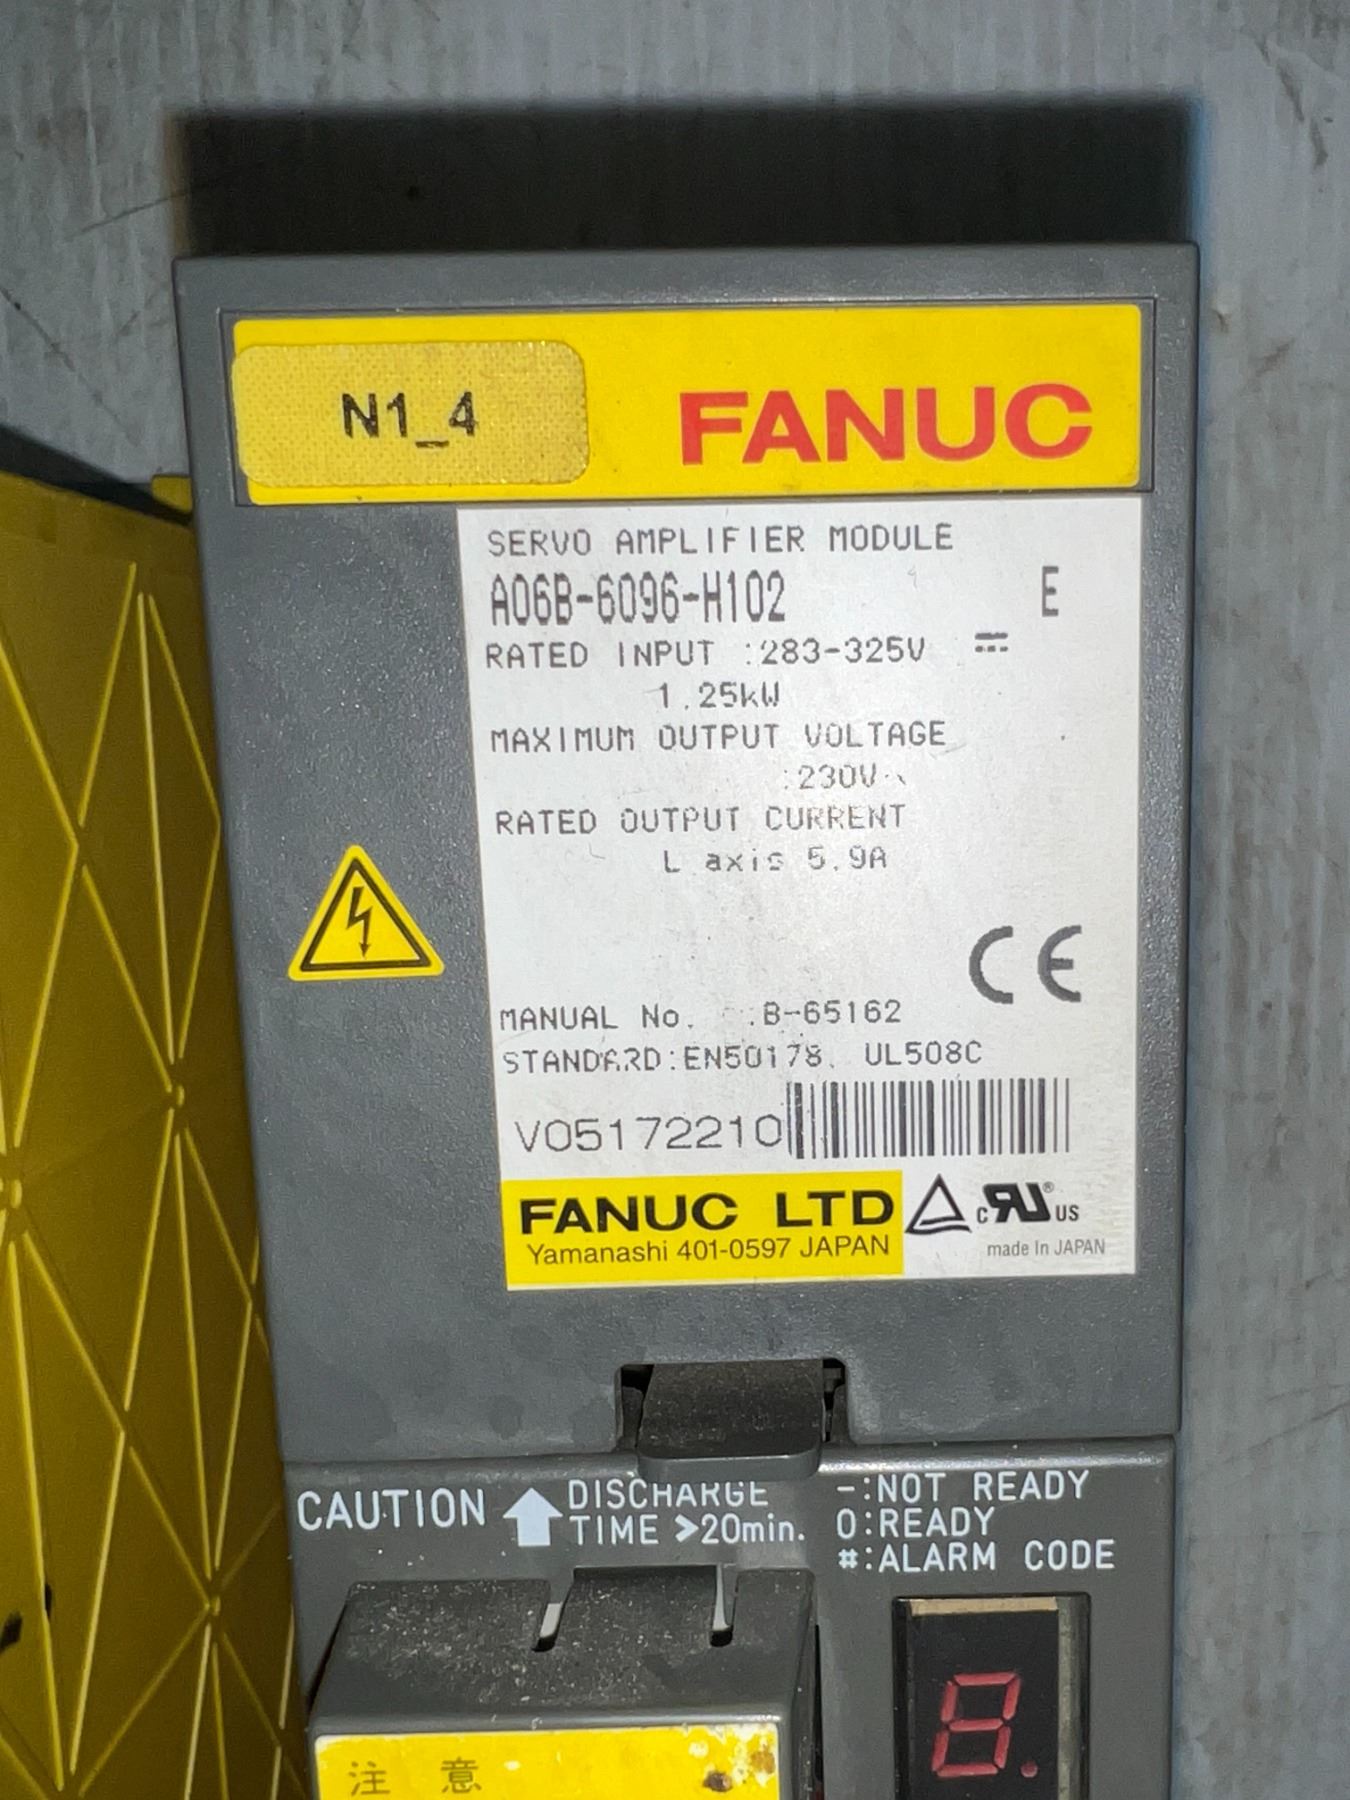 N1_4
FANUC
SERVO AMPLIFIER MODULE
A06B-6096-H102 E
RATED INPUT :283-325V ⎓
1.25kW
MAXIMUM OUTPUT VOLTAGE
:230V~
RATED OUTPUT CURRENT
L axis 5.9A
CE
MANUAL No. :B-65162
STANDARD:EN50178, UL508C
V05172210
FANUC LTD
Yamanashi 401-0597 JAPAN
c RU ® US
made in JAPAN
CAUTION
DISCHARGE
TIME >20min.
-:NOT READY
0:READY
#:ALARM CODE
8.
注 意